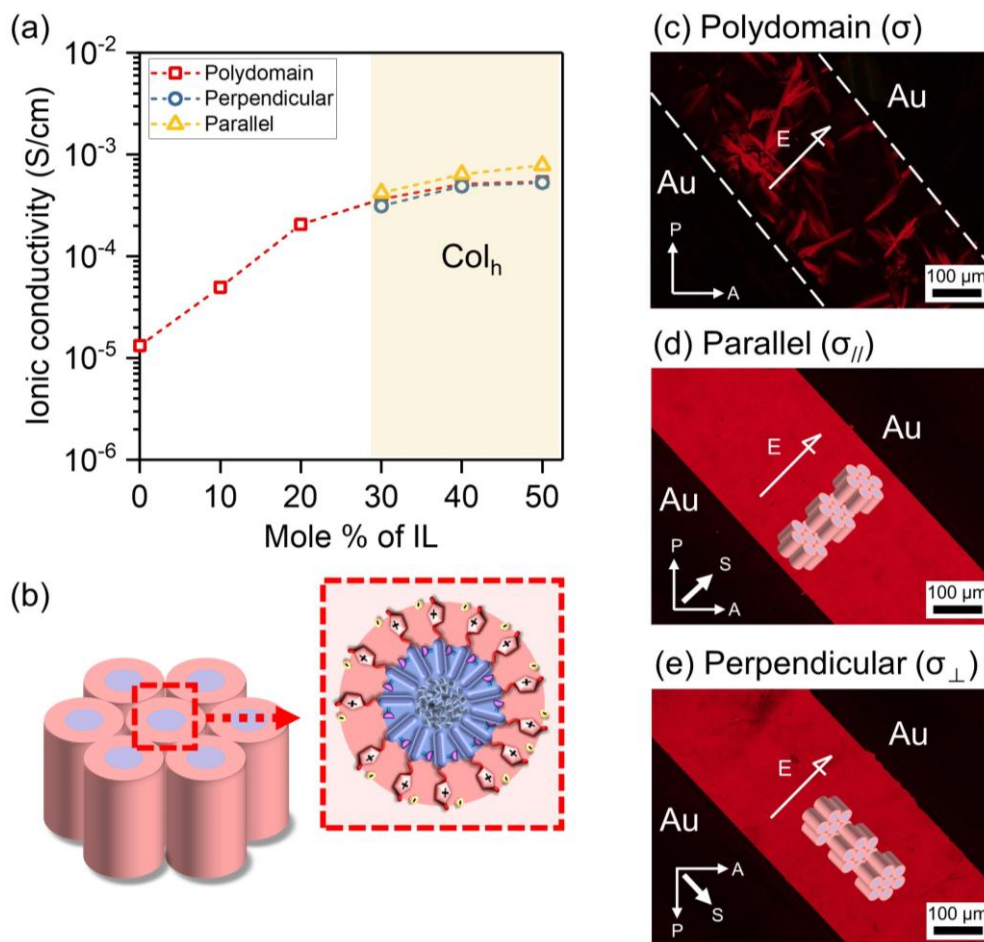 (a)
Ionic conductivity (S/cm)
10⁻²
10⁻³
10⁻⁴
10⁻⁵
10⁻⁶
Polydomain
Perpendicular
Parallel
Colₕ
0 10 20 30 40 50
Mole % of IL
(b)
+ + + + + + + + + + + +
(c) Polydomain (σ)
Au
E
Au
P
A
100 µm
(d) Parallel (σ//)
Au
E
Au
P
S
A
100 µm
(e) Perpendicular (σ⊥)
Au
E
Au
A
P
S
100 µm